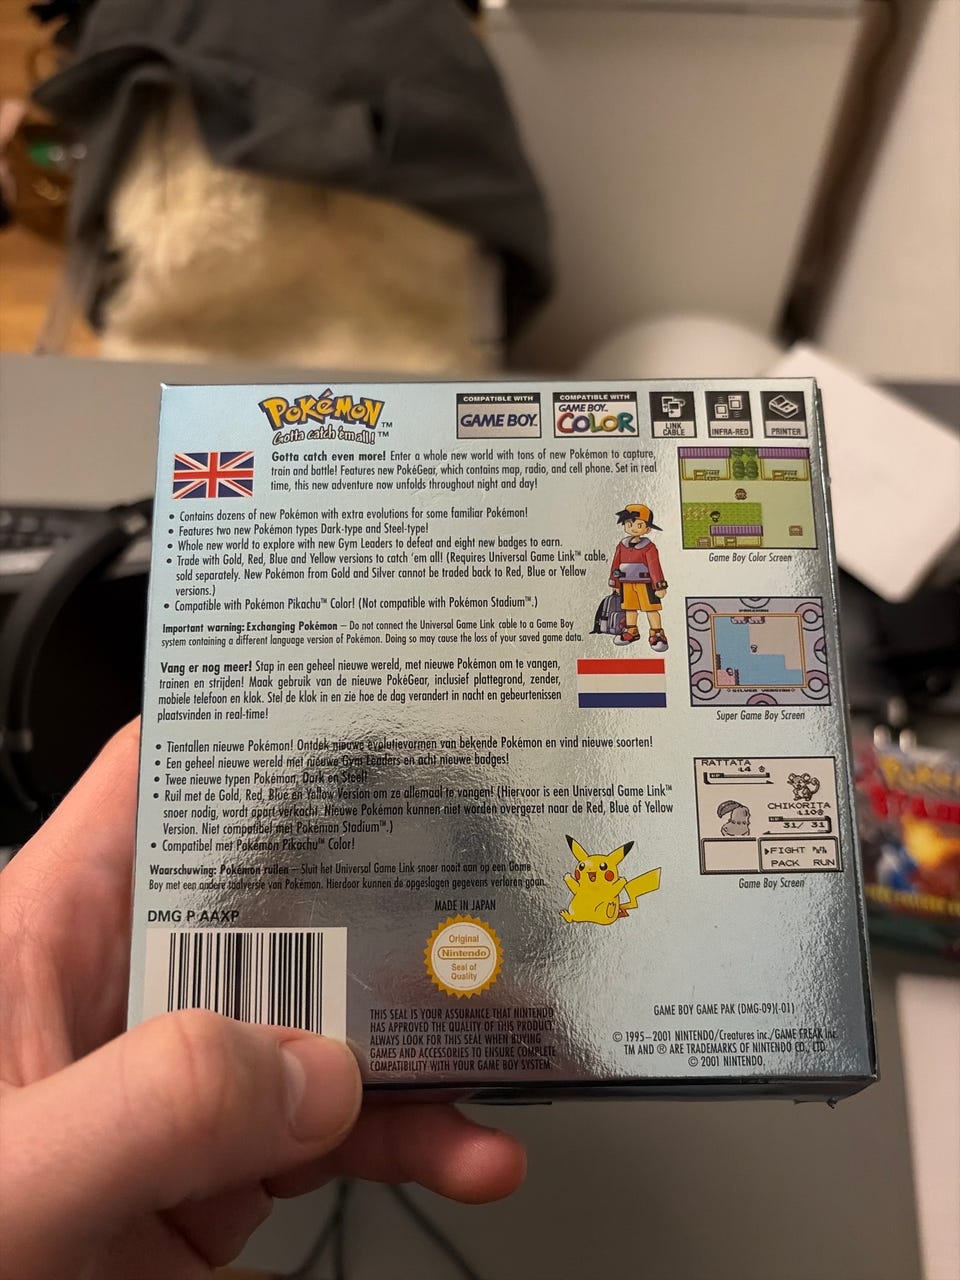 POKéMON™
Gotta catch 'em all!™
COMPATIBLE WITH
GAME BOY™
COMPATIBLE WITH
GAME BOY™
COLOR
LINK
CABLE
INFRA-RED
PRINTER
Gotta catch even more! Enter a whole new world with tons of new Pokémon to capture,
train and battle! Features new PokéGear, which contains map, radio, and cell phone. Set in real
time, this new adventure now unfolds throughout night and day!
• Contains dozens of new Pokémon with extra evolutions for some familiar Pokémon!
• Features two new Pokémon types Dark-type and Steel-type!
• Whole new world to explore with new Gym Leaders to defeat and eight new badges to earn.
• Trade with Gold, Red, Blue and Yellow versions to catch 'em all! (Requires Universal Game Link™ cable,
sold separately. New Pokémon from Gold and Silver cannot be traded back to Red, Blue or Yellow
versions.)
• Compatible with Pokémon Pikachu™ Color! (Not compatible with Pokémon Stadium™.)
Important warning: Exchanging Pokémon – Do not connect the Universal Game Link cable to a Game Boy
system containing a different language version of Pokémon. Doing so may cause the loss of your saved game data.
Game Boy Color Screen
POKéMON
SILVER VERSION
Super Game Boy Screen
Vang er nog meer! Stap in een geheel nieuwe wereld, met nieuwe Pokémon om te vangen,
trainen en strijden! Maak gebruik van de nieuwe PokéGear, inclusief plattegrond, zender,
mobiele telefoon en klok. Stel de klok in en zie hoe de dag verandert in nacht en gebeurtenissen
plaatsvinden in real-time!
• Tientallen nieuwe Pokémon! Ontdek nieuwe evolutievormen van bekende Pokémon en vind nieuwe soorten!
• Een geheel nieuwe wereld met nieuwe Gym Leaders en acht nieuwe badges!
• Twee nieuwe typen Pokémon, Dark en Steel!
• Ruil met de Gold, Red, Blue en Yellow Version om ze allemaal te vangen! (Hiervoor is een Universal Game Link™
snoer nodig, wordt apart verkocht. Nieuwe Pokémon kunnen niet worden overgezet naar de Red, Blue of Yellow
Version. Niet compatibel met Pokémon Stadium™.)
• Compatibel met Pokémon Pikachu™ Color!
Waarschuwing: Pokémon ruilen – Sluit het Universal Game Link snoer nooit aan op een Game
Boy met een andere taalversie van Pokémon. Hierdoor kunnen de opgeslagen gegevens verloren gaan.
RATTATA
:L4
CHIKORITA
:L10
31/ 31
▶FIGHT PKMN
PACK RUN
Game Boy Screen
DMG P AAXP
MADE IN JAPAN
Original
Nintendo
Seal of
Quality
THIS SEAL IS YOUR ASSURANCE THAT NINTENDO
HAS APPROVED THE QUALITY OF THIS PRODUCT.
ALWAYS LOOK FOR THIS SEAL WHEN BUYING
GAMES AND ACCESSORIES TO ENSURE COMPLETE
COMPATIBILITY WITH YOUR GAME BOY SYSTEM.
GAME BOY GAME PAK (DMG-09)(-01)
© 1995–2001 NINTENDO/Creatures inc./GAME FREAK inc.
TM AND ® ARE TRADEMARKS OF NINTENDO CO., LTD.
© 2001 NINTENDO.